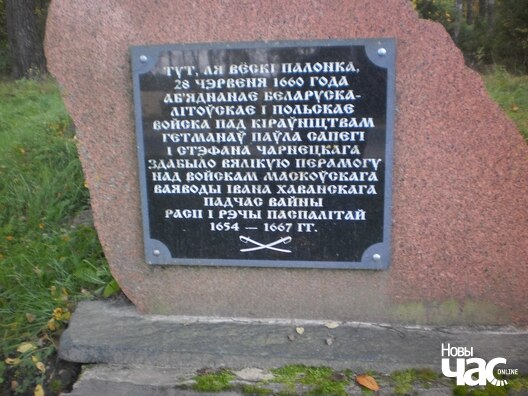 ТУТ, ЛЯ ВЁСКІ ПАЛОНКА,
28 ЧЭРВЕНЯ 1660 ГОДА
АБ'ЯДНАНАЕ БЕЛАРУСКА-
ЛІТОЎСКАЕ І ПОЛЬСКАЕ
ВОЙСКА ПАД КІРАЎНІЦТВАМ
ГЕТМАНАЎ ПАЎЛА САПЕГІ
І СТЭФАНА ЧАРНЕЦКАГА
ЗДАБЫЛО ВЯЛІКУЮ ПЕРАМОГУ
НАД ВОЙСКАМ МАСКОЎСКАГА
ВАЯВОДЫ ІВАНА ХАВАНСКАГА
ПАДЧАС ВАЙНЫ
РАСІІ І РЭЧЫ ПАСПАЛІТАЙ
1654 — 1667 ГГ.
Новы
ЧАС
ONLINE